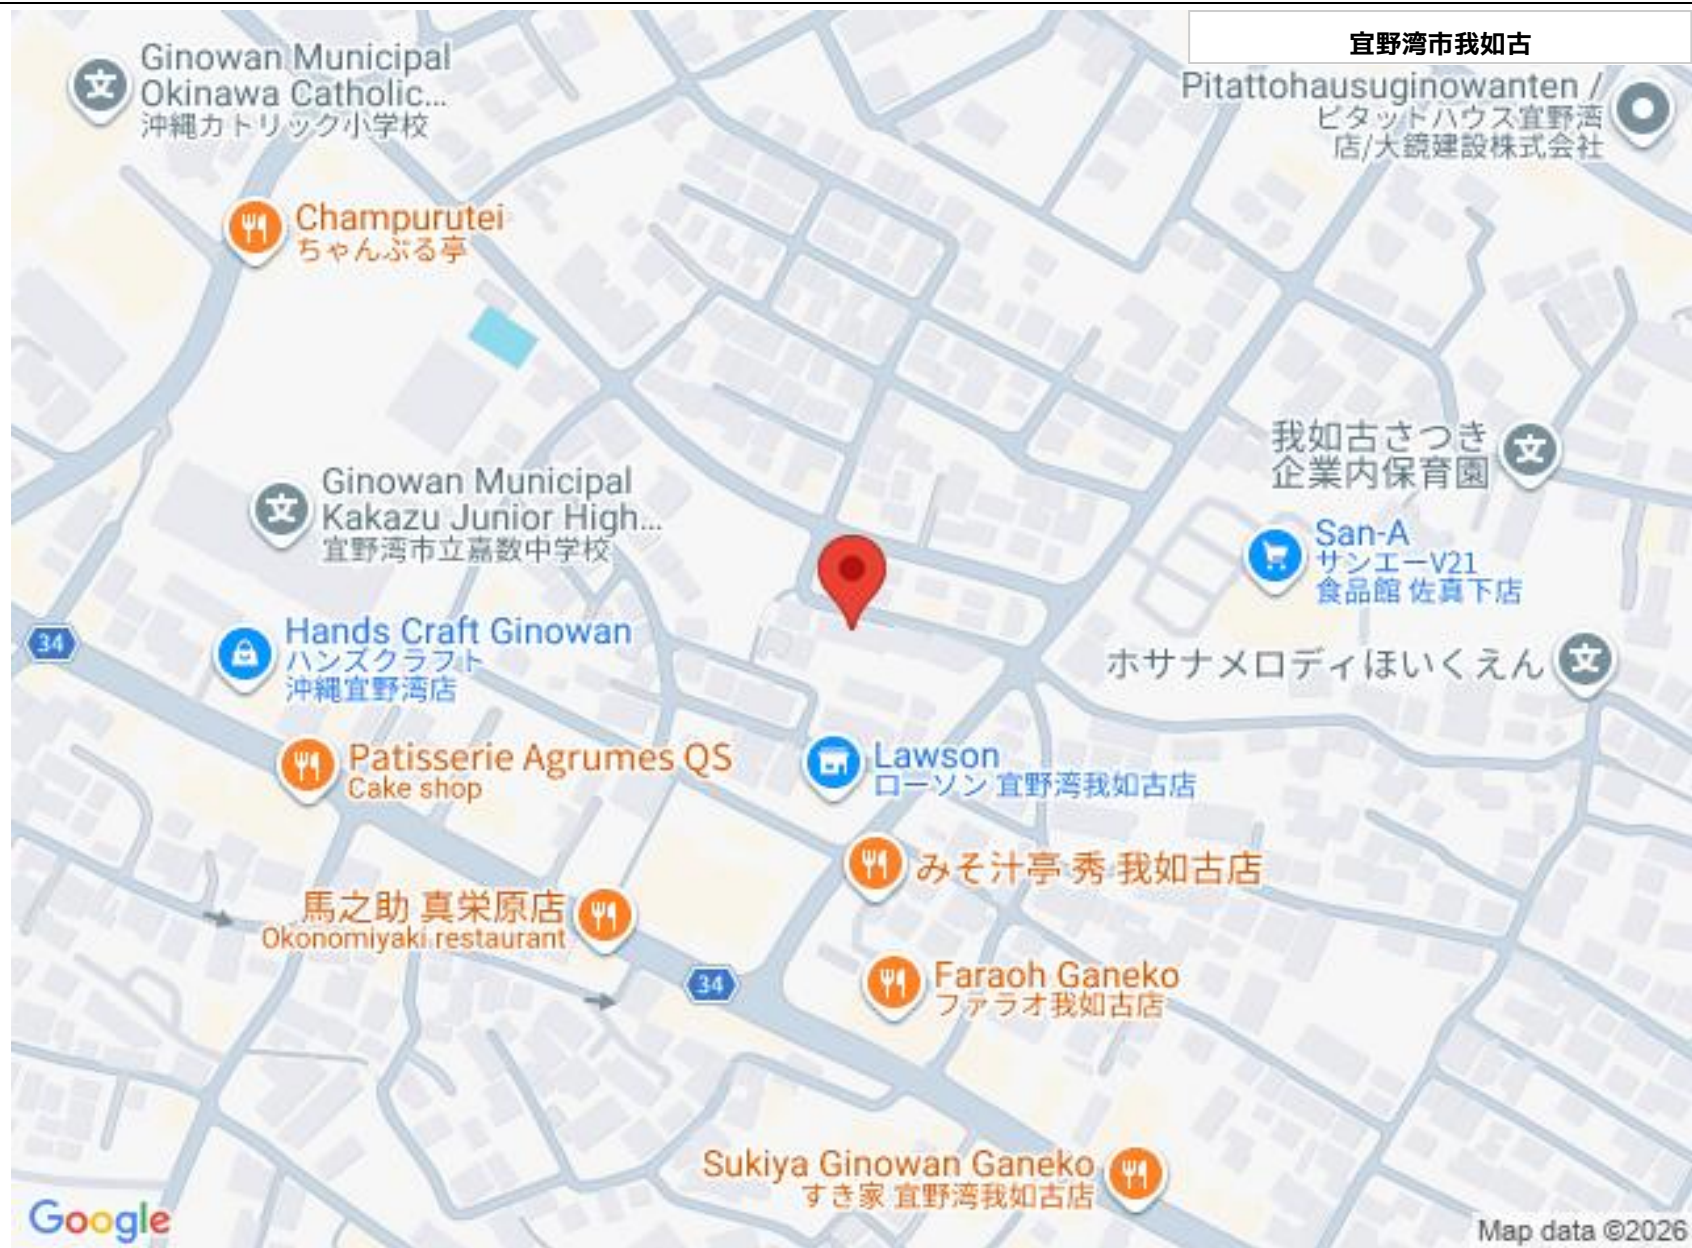 宜野湾市我如古
Ginowan Municipal
Okinawa Catholic...
沖縄カトリック小学校
Pitattohausuginowanten /
ピタットハウス宜野湾
店/大鏡建設株式会社
Champurutei
ちゃんぷる亭
我如古さつき
企業内保育園
Ginowan Municipal
Kakazu Junior High...
宜野湾市立嘉数中学校
San-A
サンエーV21
食品館 佐真下店
34
Hands Craft Ginowan
ハンズクラフト
沖縄宜野湾店
ホサナメロディほいくえん
Patisserie Agrumes QS
Cake shop
Lawson
ローソン 宜野湾我如古店
みそ汁亭 秀 我如古店
馬之助 真栄原店
Okonomiyaki restaurant
34
Faraoh Ganeko
ファラオ我如古店
Sukiya Ginowan Ganeko
すき家 宜野湾我如古店
Google
Map data ©2026
文
文
文
文